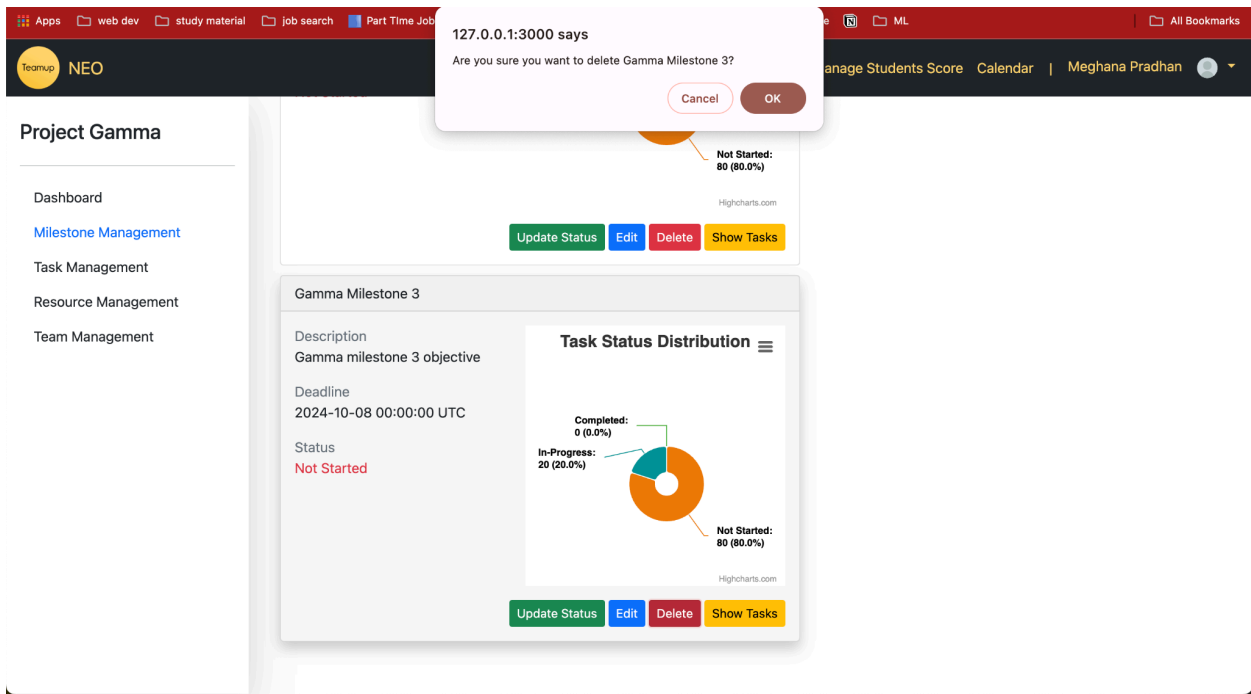 Apps web dev study material job search Part TIme Job ML All Bookmarks
127.0.0.1:3000 says
Are you sure you want to delete Gamma Milestone 3?
Cancel OK
Teamup NEO Manage Students Score Calendar | Meghana Pradhan
Project Gamma
Dashboard
Milestone Management
Task Management
Resource Management
Team Management
Not Started:
80 (80.0%)
Highcharts.com
Update Status Edit Delete Show Tasks
Gamma Milestone 3
Description
Gamma milestone 3 objective
Deadline
2024-10-08 00:00:00 UTC
Status
Not Started
Task Status Distribution
Completed:
0 (0.0%)
In-Progress:
20 (20.0%)
Not Started:
80 (80.0%)
Highcharts.com
Update Status Edit Delete Show Tasks